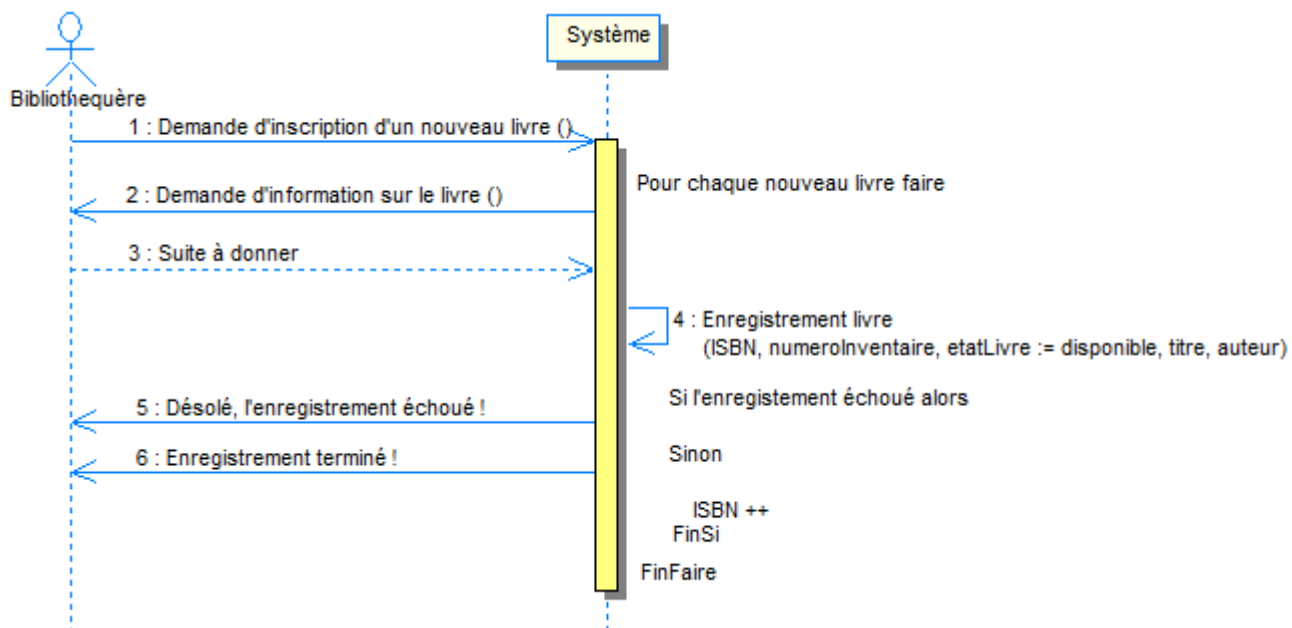 Système
Bibliothequère
1 : Demande d'inscription d'un nouveau livre ()
Pour chaque nouveau livre faire
2 : Demande d'information sur le livre ()
3 : Suite à donner
4 : Enregistrement livre
(ISBN, numeroInventaire, etatLivre := disponible, titre, auteur)
Si l'enregistement échoué alors
5 : Désolé, l'enregistrement échoué !
Sinon
6 : Enregistrement terminé !
ISBN ++
FinSi
FinFaire